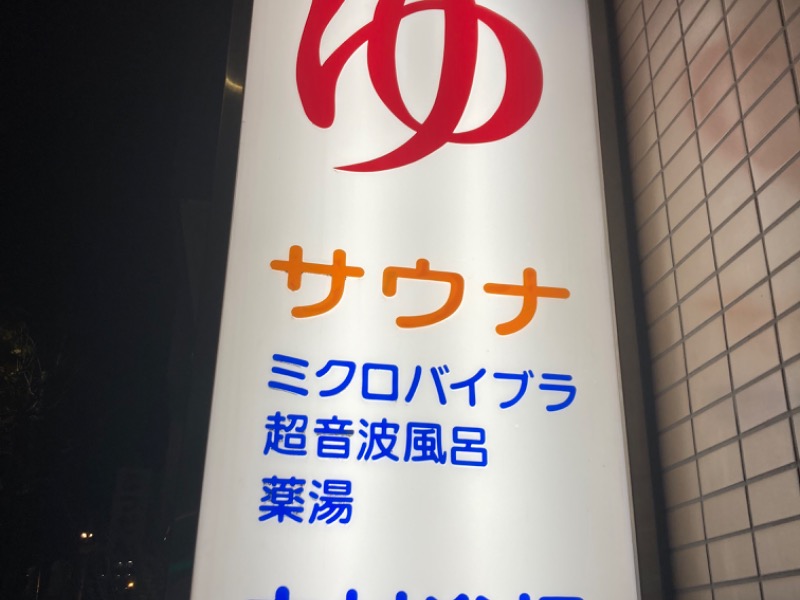 ゆ
サウナ
ミクロバイブラ
超音波風呂
薬湯